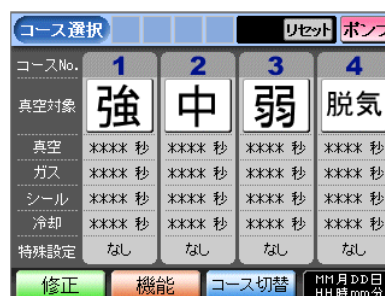 コース選択 リセット ポンプ
コースNo. 1 2 3 4
真空対象 強 中 弱 脱気
真空 **** 秒 **** 秒 **** 秒 **** 秒
ガス **** 秒 **** 秒 **** 秒 **** 秒
シール **** 秒 **** 秒 **** 秒 **** 秒
冷却 **** 秒 **** 秒 **** 秒 **** 秒
特殊設定 なし なし なし なし
修正 機能 コース切替 MM月DD日
HH時mm分